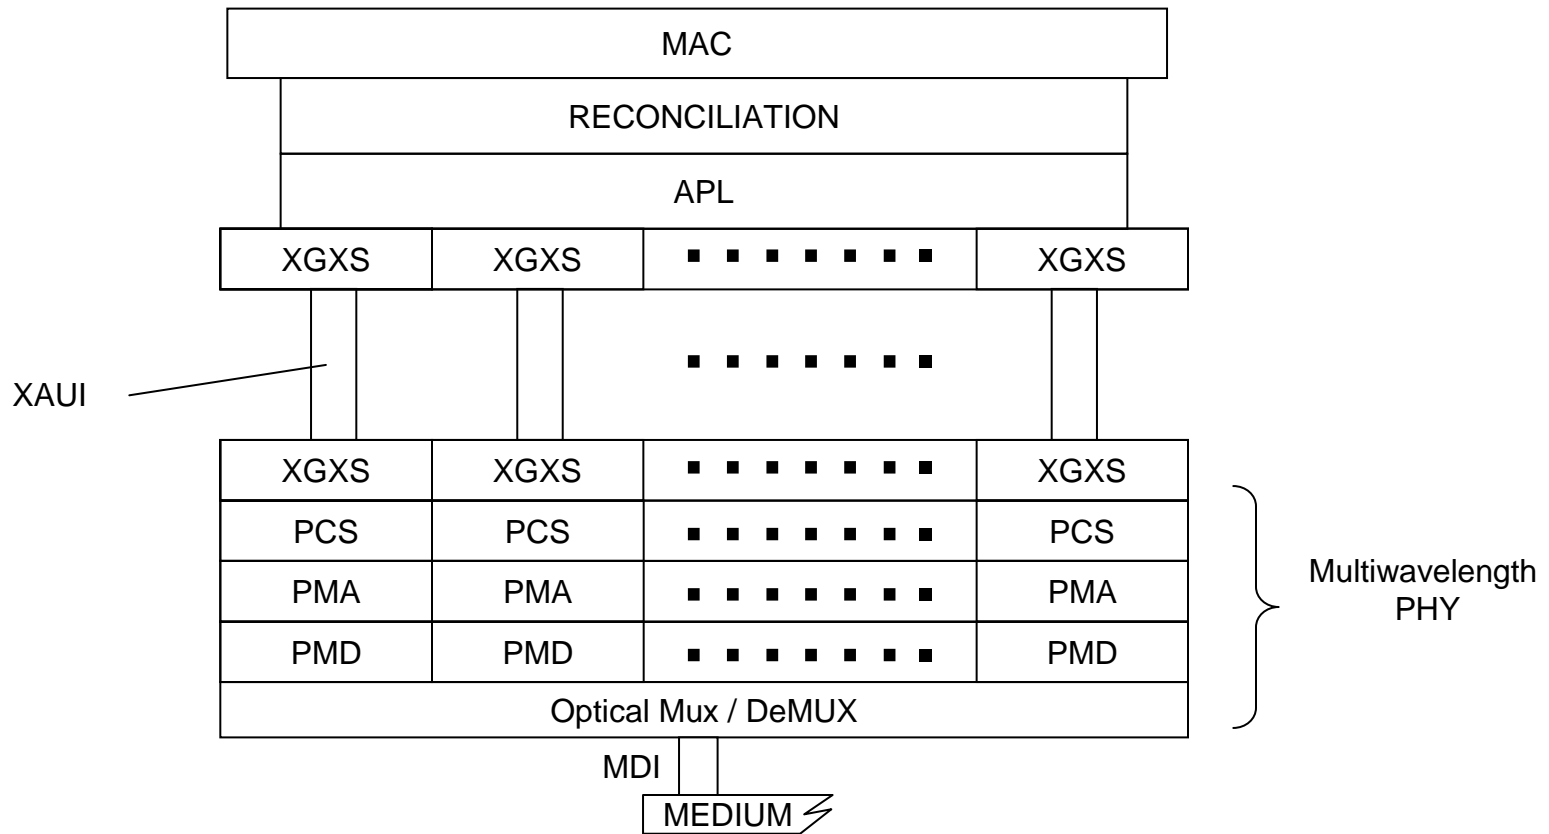 MAC
RECONCILIATION
APL
XGXS XGXS XGXS
XAUI
XGXS XGXS XGXS
PCS PCS PCS
PMA PMA PMA
PMD PMD PMD
Multiwavelength
PHY
Optical Mux / DeMUX
MDI
MEDIUM